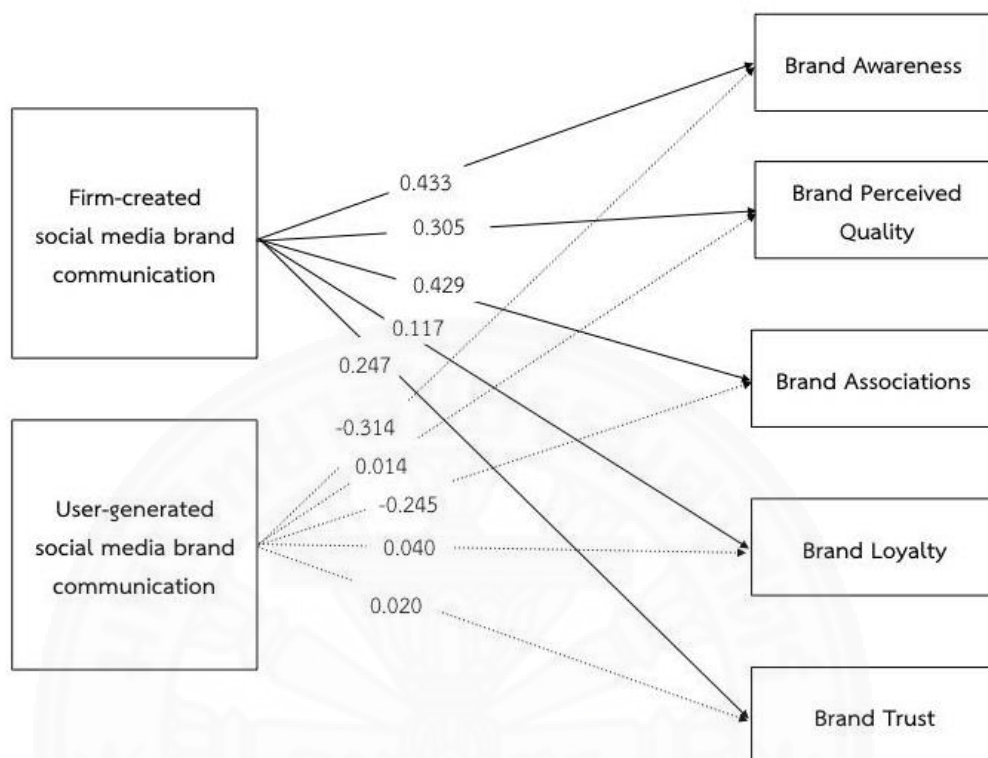 Firm-created
social media brand
communication
User-generated
social media brand
communication
0.433
0.305
0.429
0.117
0.247
-0.314
0.014
-0.245
0.040
0.020
Brand Awareness
Brand Perceived
Quality
Brand Associations
Brand Loyalty
Brand Trust